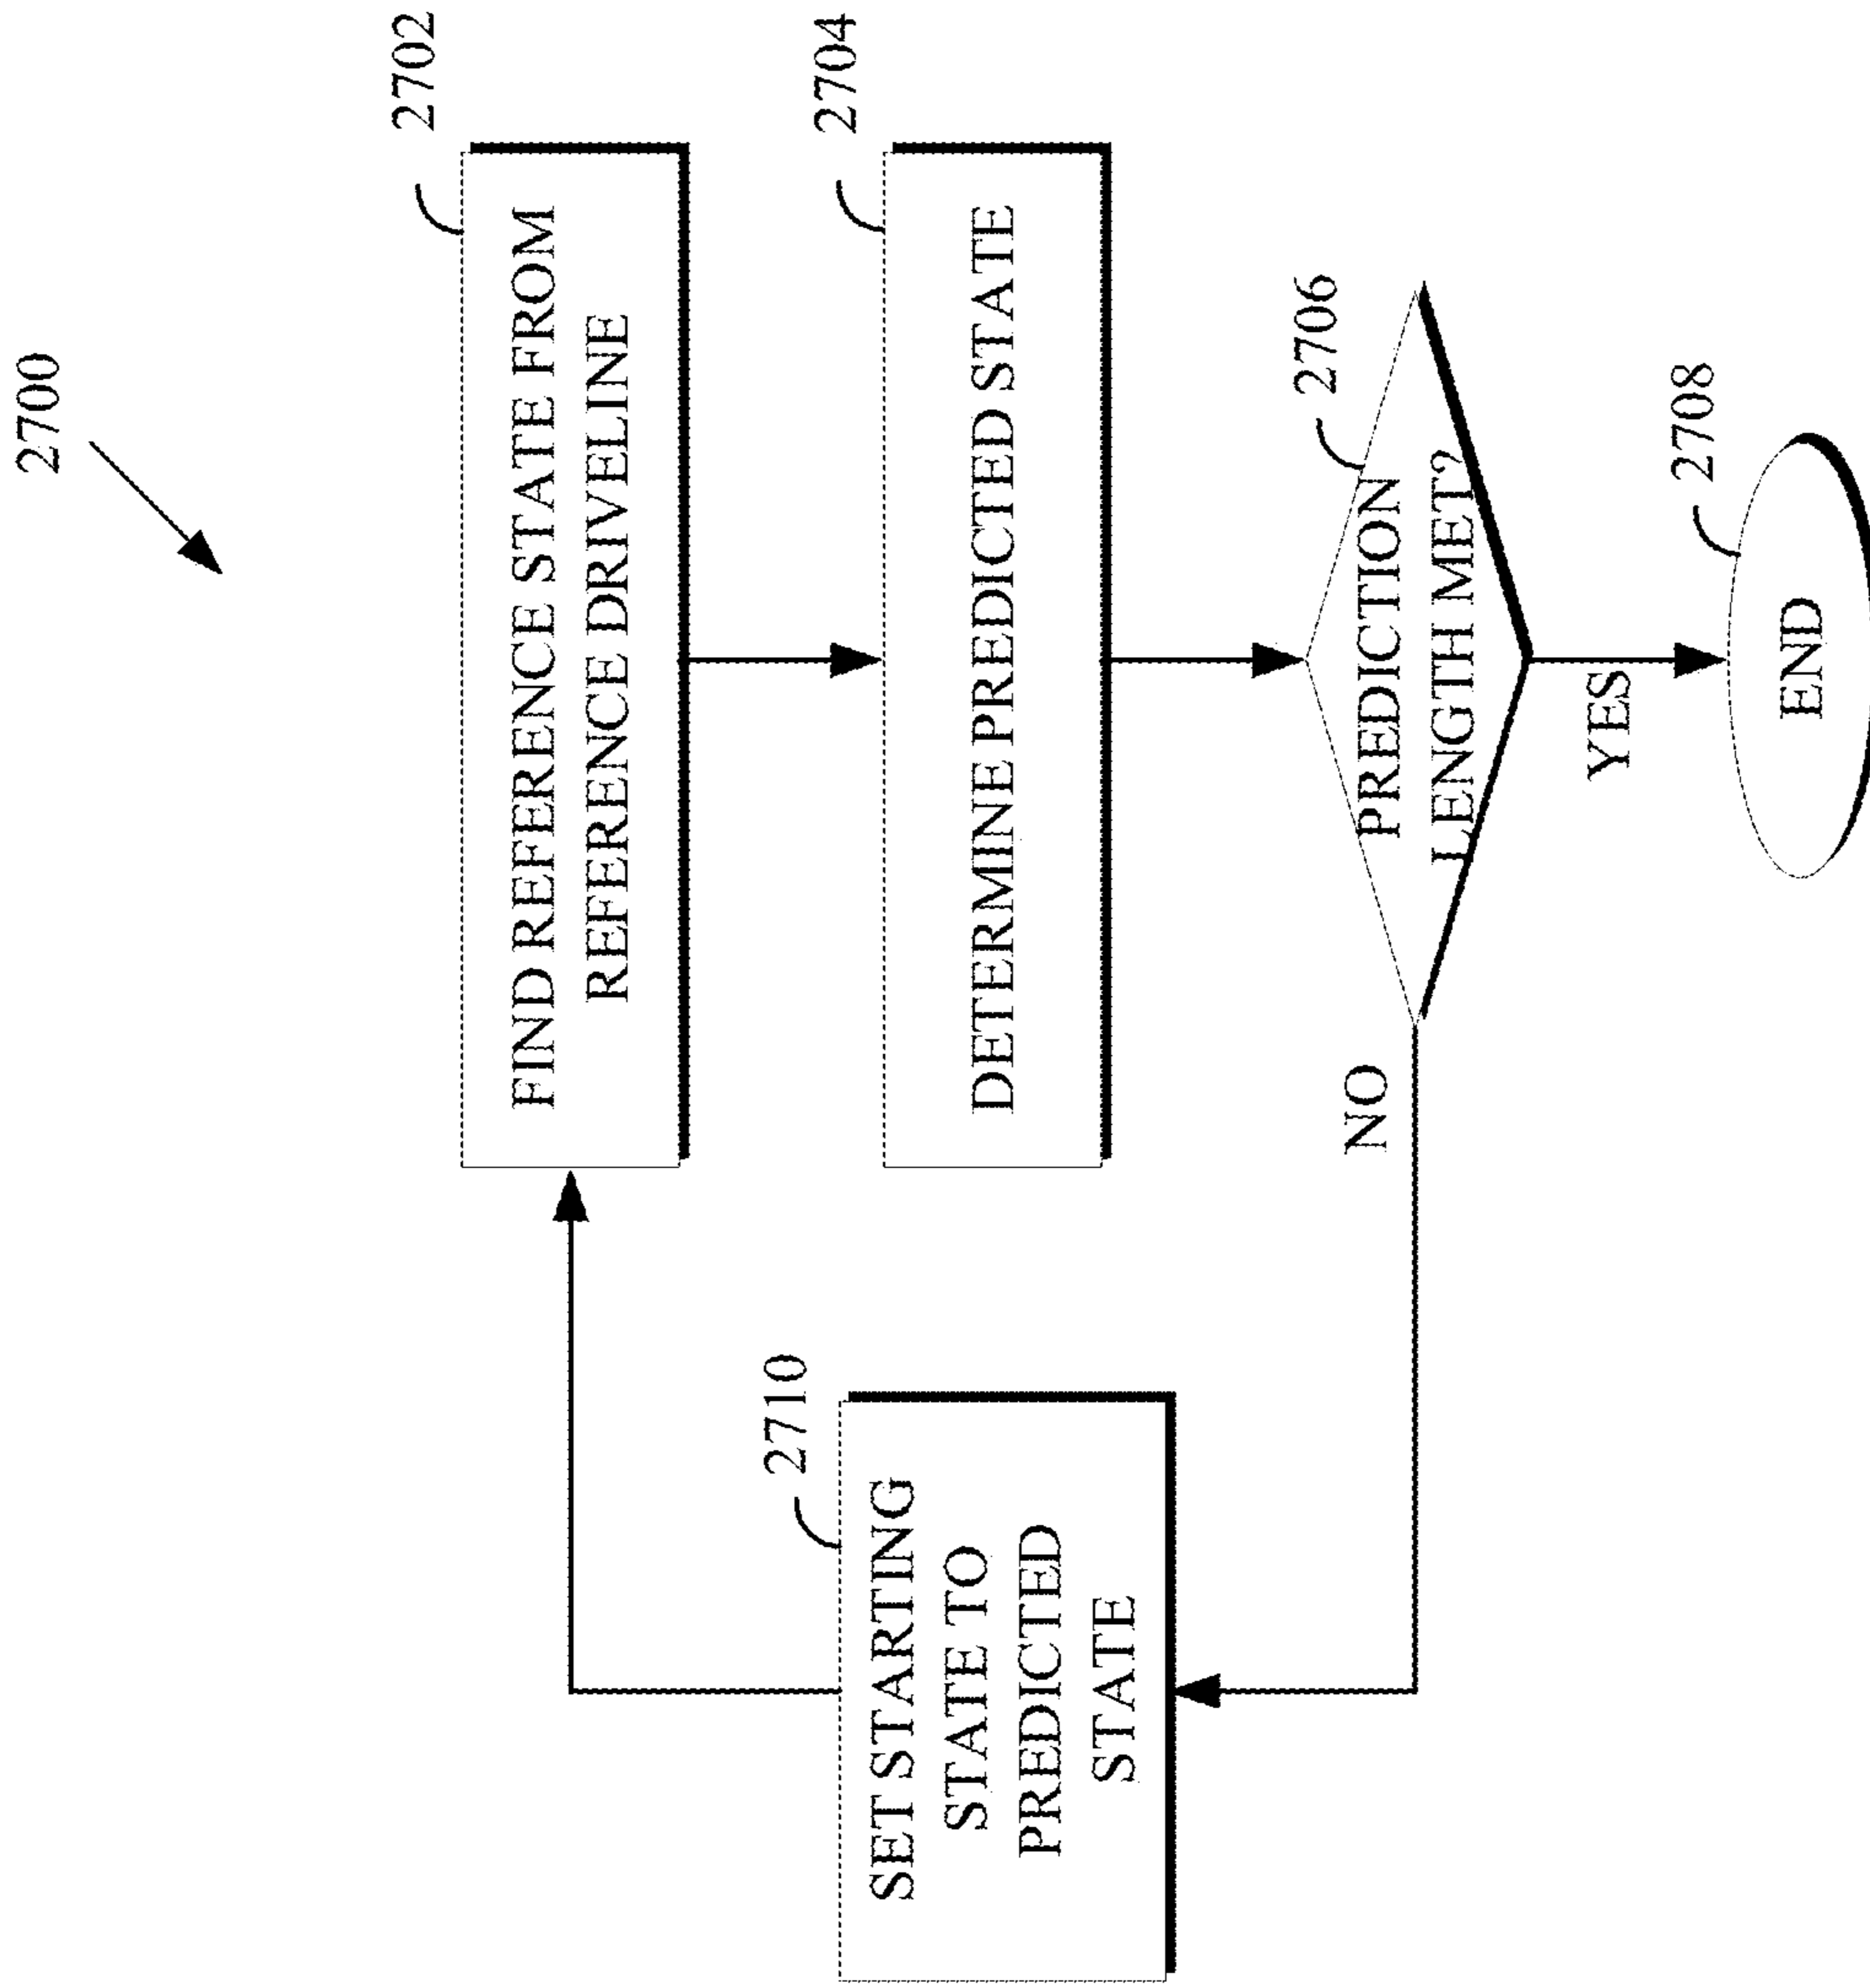 2700
2702
FIND REFERENCE STATE FROM
REFERENCE DRIVELINE
2704
DETERMINE PREDICTED STATE
2706
PREDICTION
LENGTH MET?
NO
YES
2708
END
2710
SET STARTING
STATE TO
PREDICTED
STATE